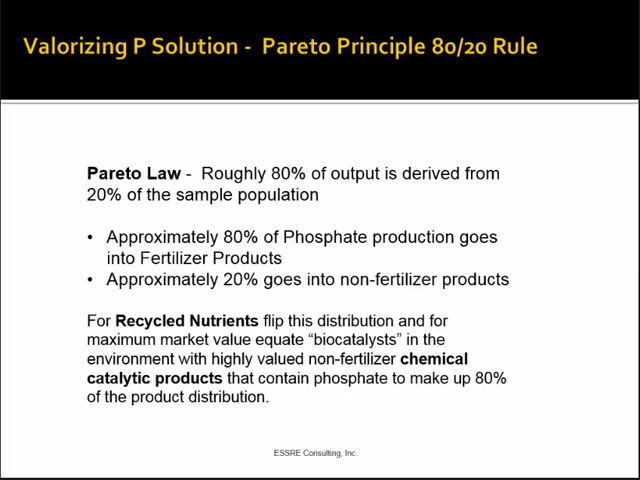 Valorizing P Solution - Pareto Principle 80/20 Rule
Pareto Law - Roughly 80% of output is derived from
20% of the sample population
• Approximately 80% of Phosphate production goes
into Fertilizer Products
• Approximately 20% goes into non-fertilizer products
For Recycled Nutrients flip this distribution and for
maximum market value equate “biocatalysts” in the
environment with highly valued non-fertilizer chemical
catalytic products that contain phosphate to make up 80%
of the product distribution.
ESSRE Consulting, Inc.